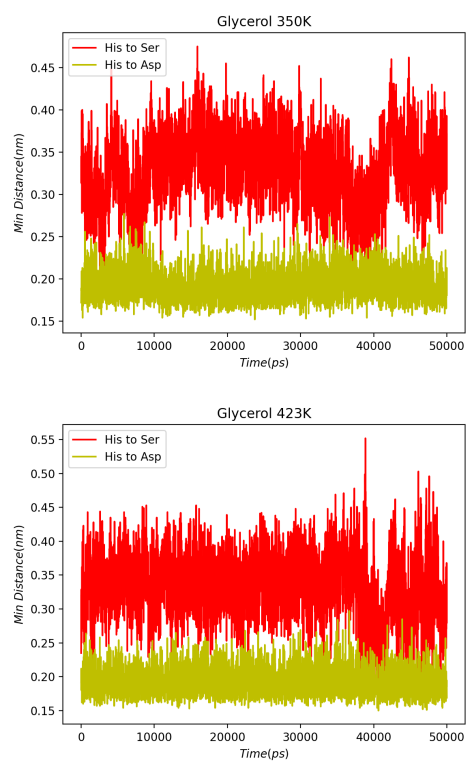 Glycerol 350K
His to Ser
His to Asp
0.45
0.40
0.35
0.30
0.25
0.20
0.15
Min Distance(nm)
0 10000 20000 30000 40000 50000
Time(ps)
Glycerol 423K
His to Ser
His to Asp
0.55
0.50
0.45
0.40
0.35
0.30
0.25
0.20
0.15
Min Distance(nm)
0 10000 20000 30000 40000 50000
Time(ps)